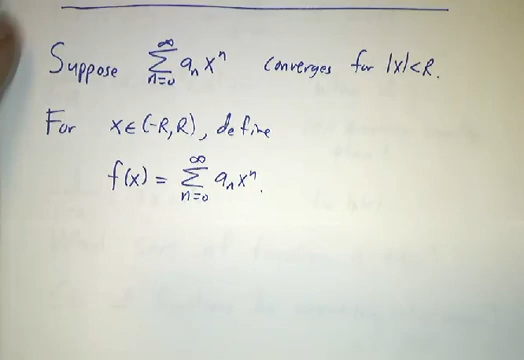 Suppose ∑_{n=0}^{∞} a_n x^n converges for |x|<R.
For x∈(-R,R), define
f(x) = ∑_{n=0}^{∞} a_n x^n.